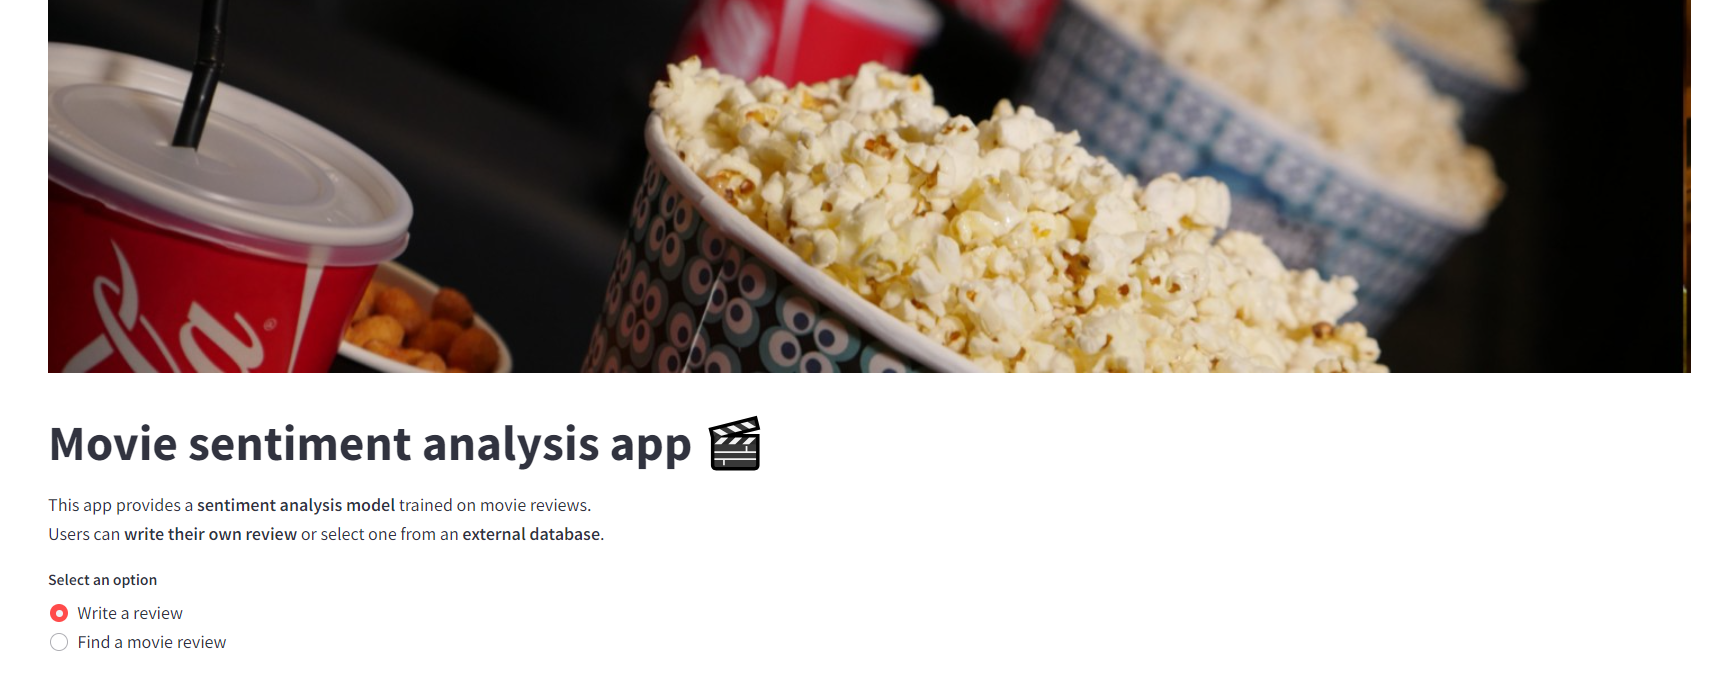 ®
Movie sentiment analysis app 🎬
This app provides a sentiment analysis model trained on movie reviews.
Users can write their own review or select one from an external database.
Select an option
Write a review
Find a movie review